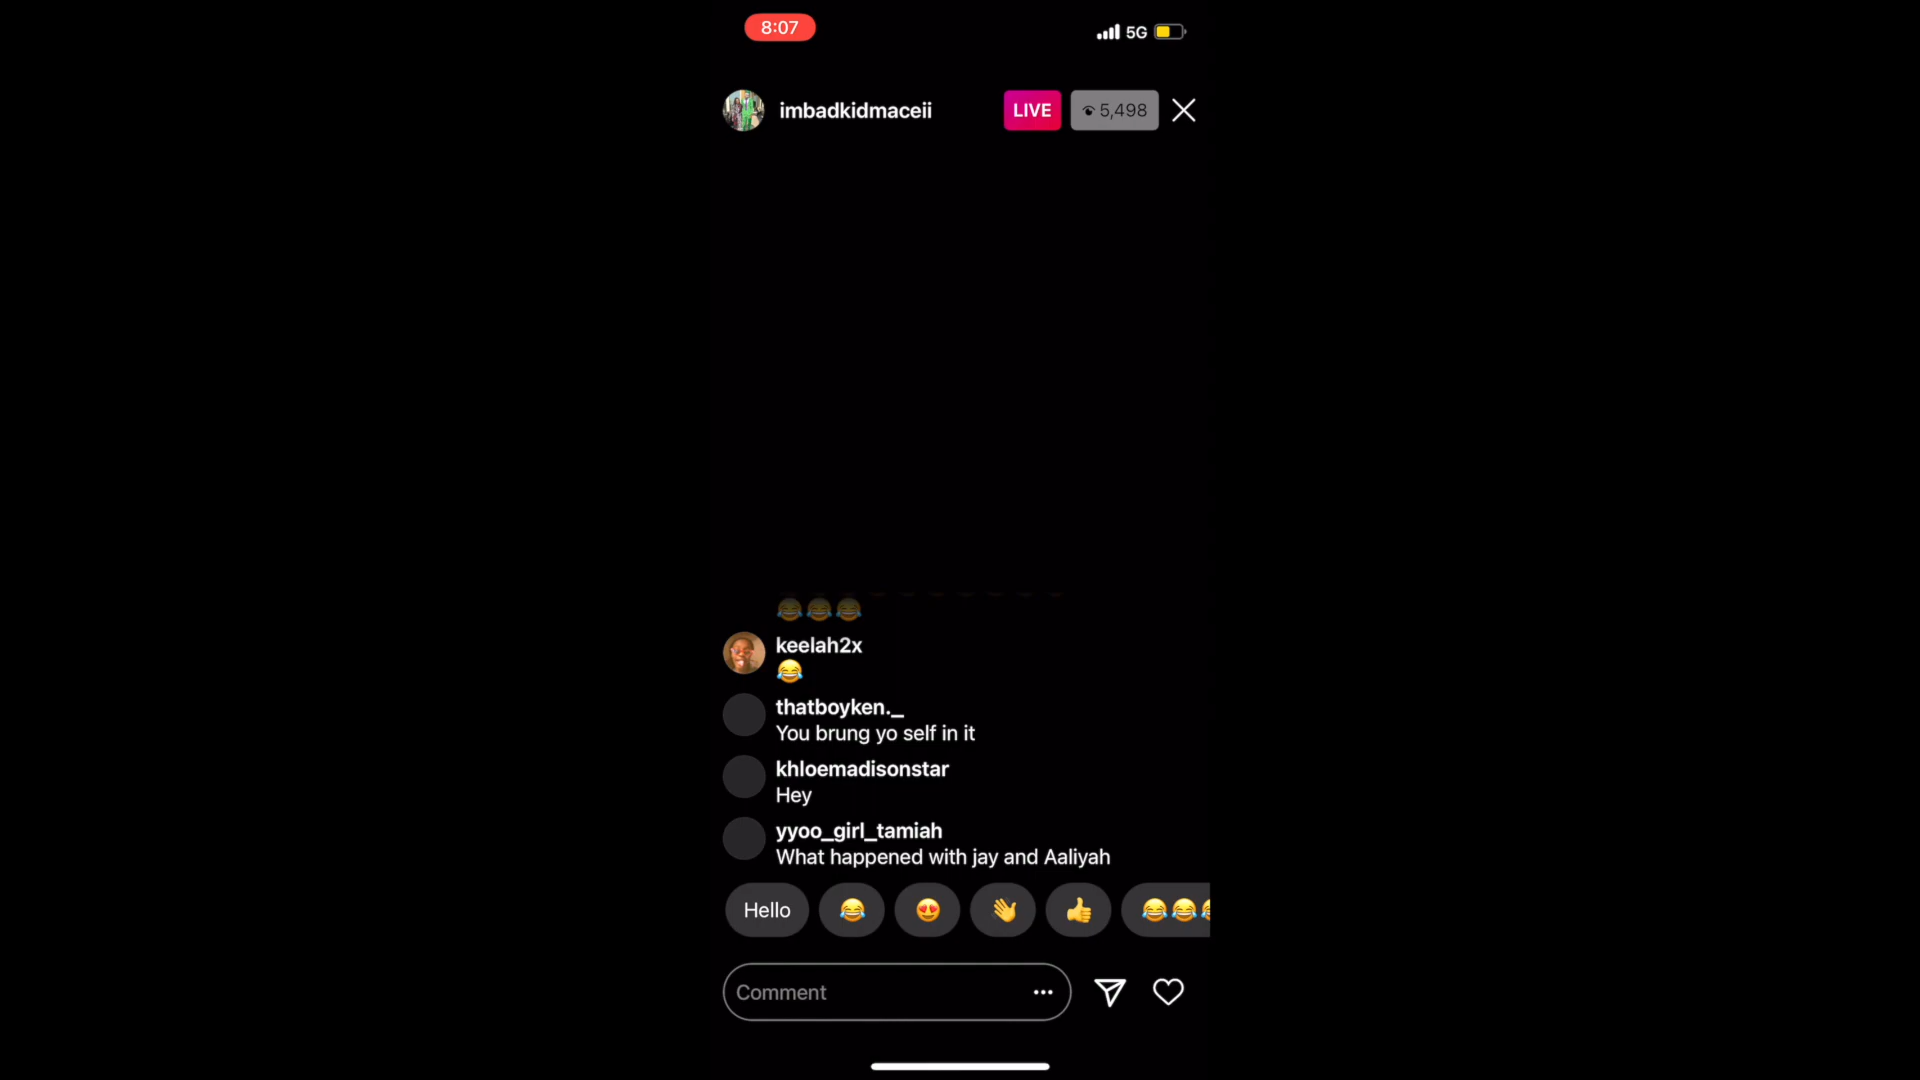 8:07
5G
imbadkidmaceii
LIVE
5,498
😂😂😂
keelah2x
😂
thatboyken._
You brung yo self in it
khloemadisonstar
Hey
yyoo_girl_tamiah
What happened with jay and Aaliyah
Hello 😂 😍 👋 👍 😂😂
Comment